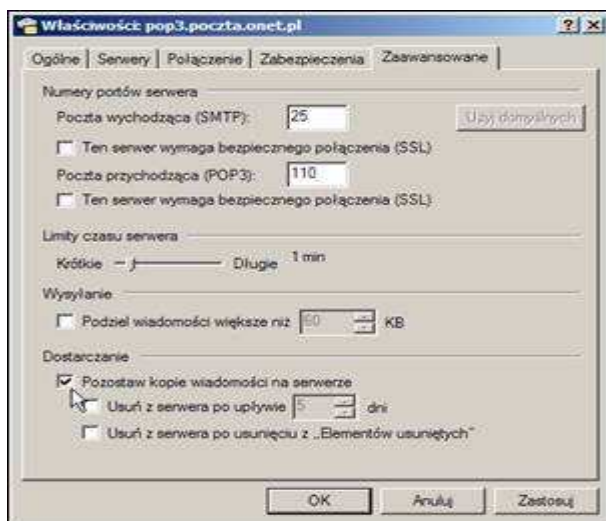 Właściwości: pop3.poczta.onet.pl
Ogólne Serwery Połączenie Zabezpieczenia Zaawansowane
Numery portów serwera
Poczta wychodząca (SMTP): 25 Użyj domyślnych
Ten serwer wymaga bezpiecznego połączenia (SSL)
Poczta przychodząca (POP3): 110
Ten serwer wymaga bezpiecznego połączenia (SSL)
Limity czasu serwera
Krótkie Długie 1 min
Wysyłanie
Podziel wiadomości większe niż 60 KB
Dostarczanie
Pozostaw kopie wiadomości na serwerze
Usuń z serwera po upływie 5 dni
Usuń z serwera po usunięciu z „Elementów usuniętych"
OK Anuluj Zastosuj